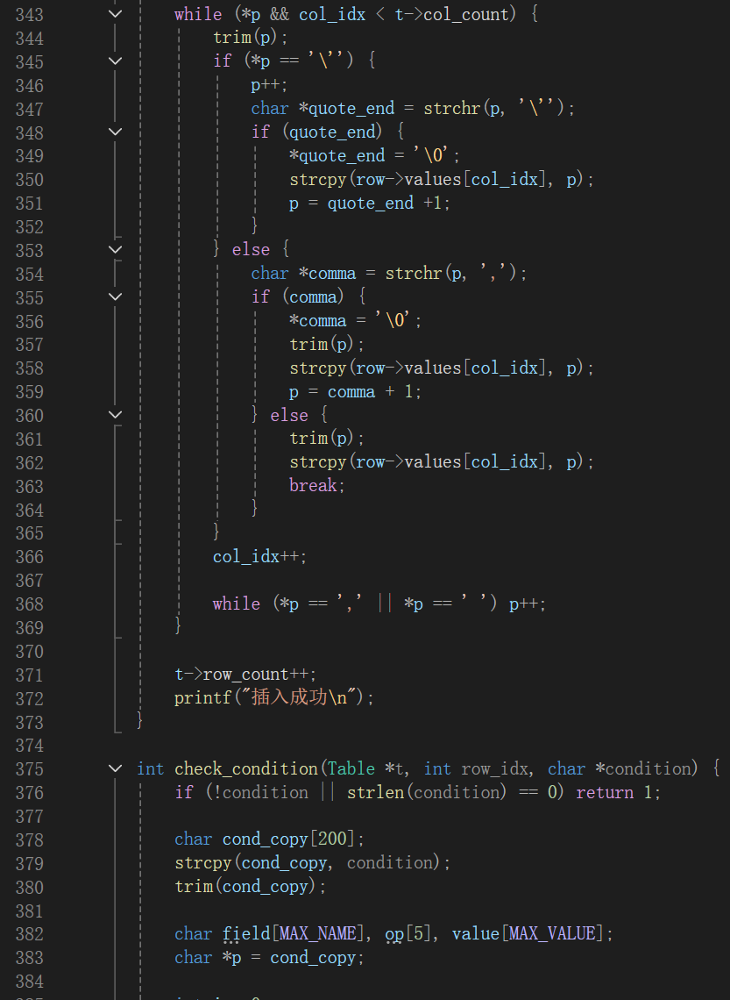 343 while (*p && col_idx < t->col_count) {
344 trim(p);
345 if (*p == '\'') {
346 p++;
347 char *quote_end = strchr(p, '\'');
348 if (quote_end) {
349 *quote_end = '\0';
350 strcpy(row->values[col_idx], p);
351 p = quote_end +1;
352 }
353 } else {
354 char *comma = strchr(p, ',');
355 if (comma) {
356 *comma = '\0';
357 trim(p);
358 strcpy(row->values[col_idx], p);
359 p = comma + 1;
360 } else {
361 trim(p);
362 strcpy(row->values[col_idx], p);
363 break;
364 }
365 }
366 col_idx++;
367
368 while (*p == ',' || *p == ' ') p++;
369 }
370
371 t->row_count++;
372 printf("插入成功\n");
373 }
374
375 int check_condition(Table *t, int row_idx, char *condition) {
376 if (!condition || strlen(condition) == 0) return 1;
377
378 char cond_copy[200];
379 strcpy(cond_copy, condition);
380 trim(cond_copy);
381
382 char field[MAX_NAME], op[5], value[MAX_VALUE];
383 char *p = cond_copy;
384